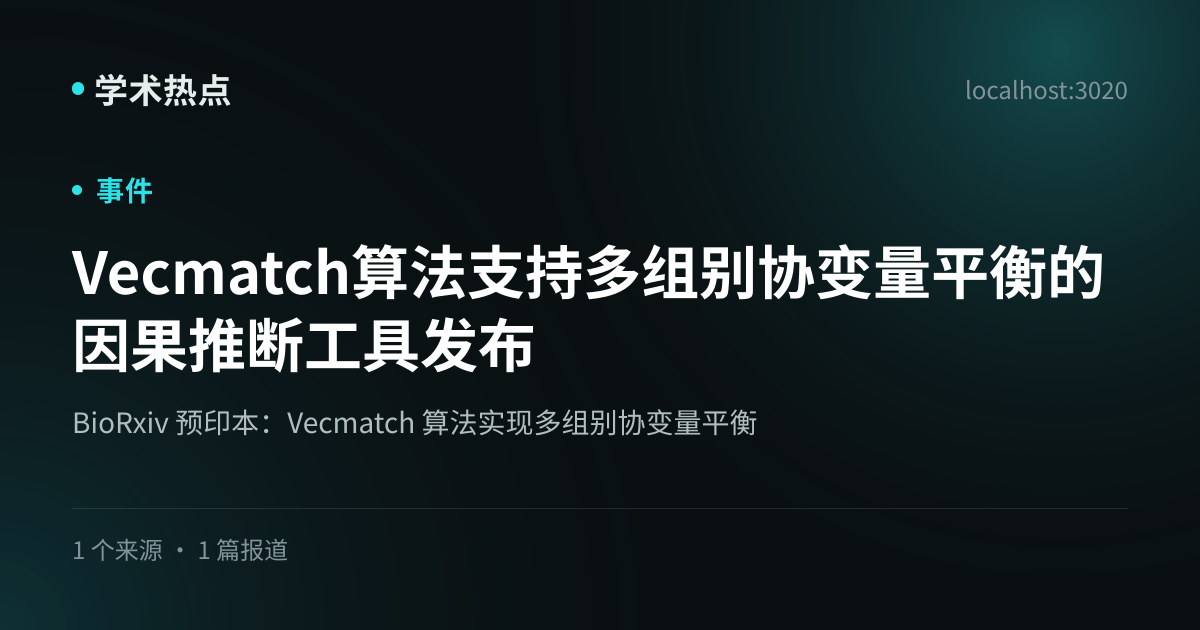 学术热点
localhost:3020
事件
Vecmatch算法支持多组别协变量平衡的
因果推断工具发布
BioRxiv 预印本：Vecmatch 算法实现多组别协变量平衡
1 个来源 · 1 篇报道